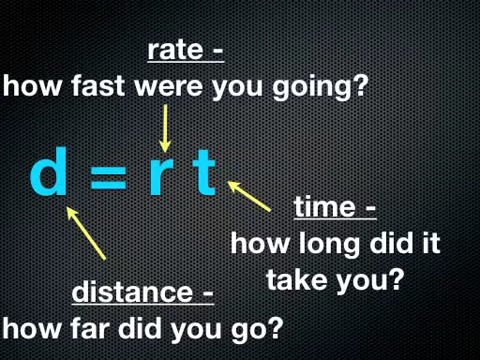 rate -
how fast were you going?
d = r t
time -
how long did it
take you?
distance -
how far did you go?